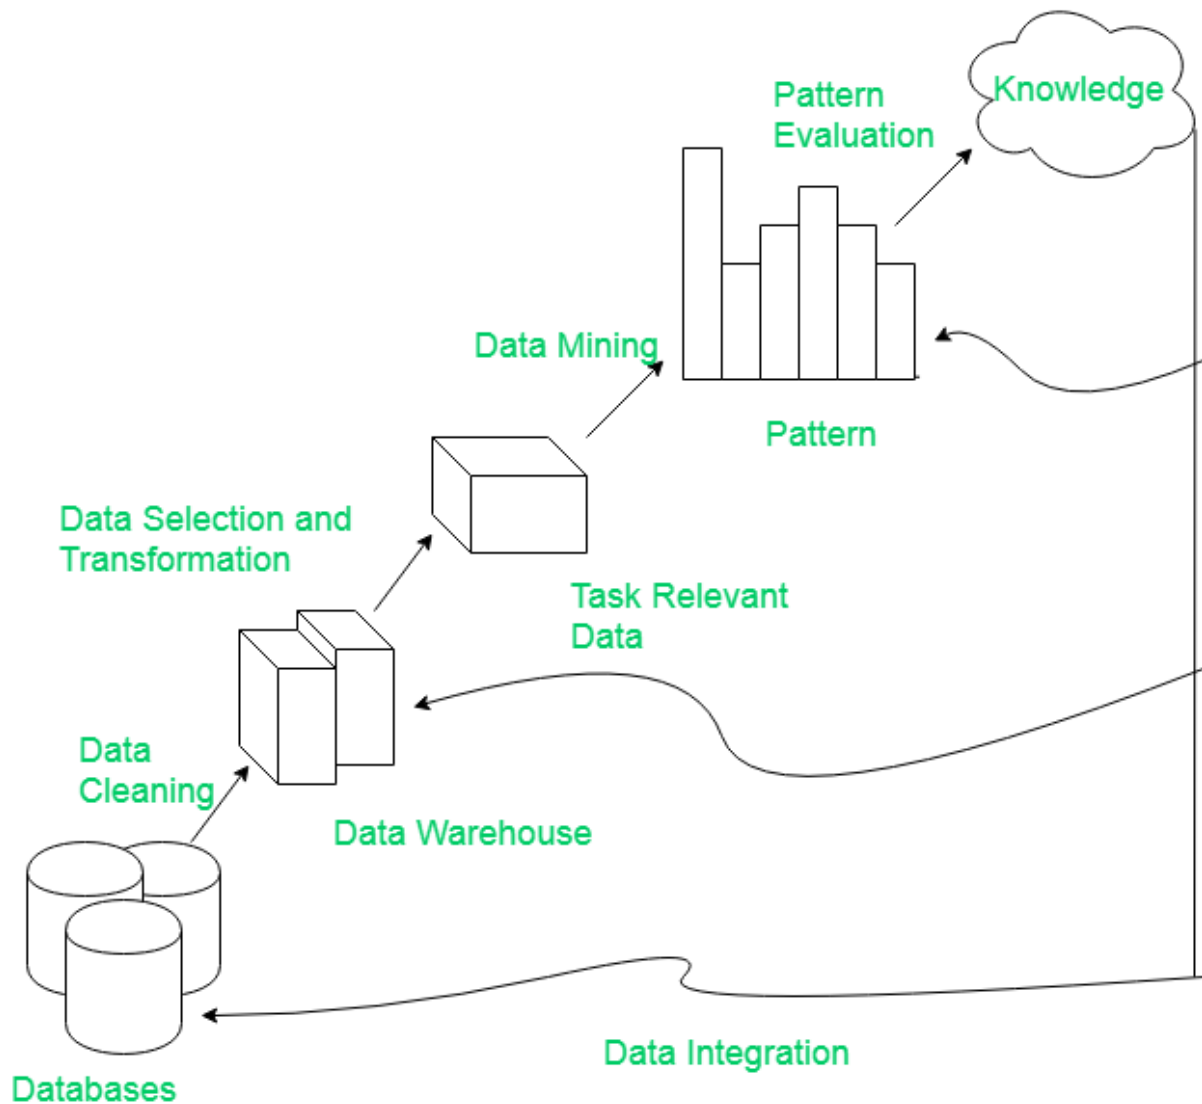 Knowledge
Pattern
Evaluation
Data Mining
Pattern
Data Selection and
Transformation
Task Relevant
Data
Data
Cleaning
Data Warehouse
Data Integration
Databases